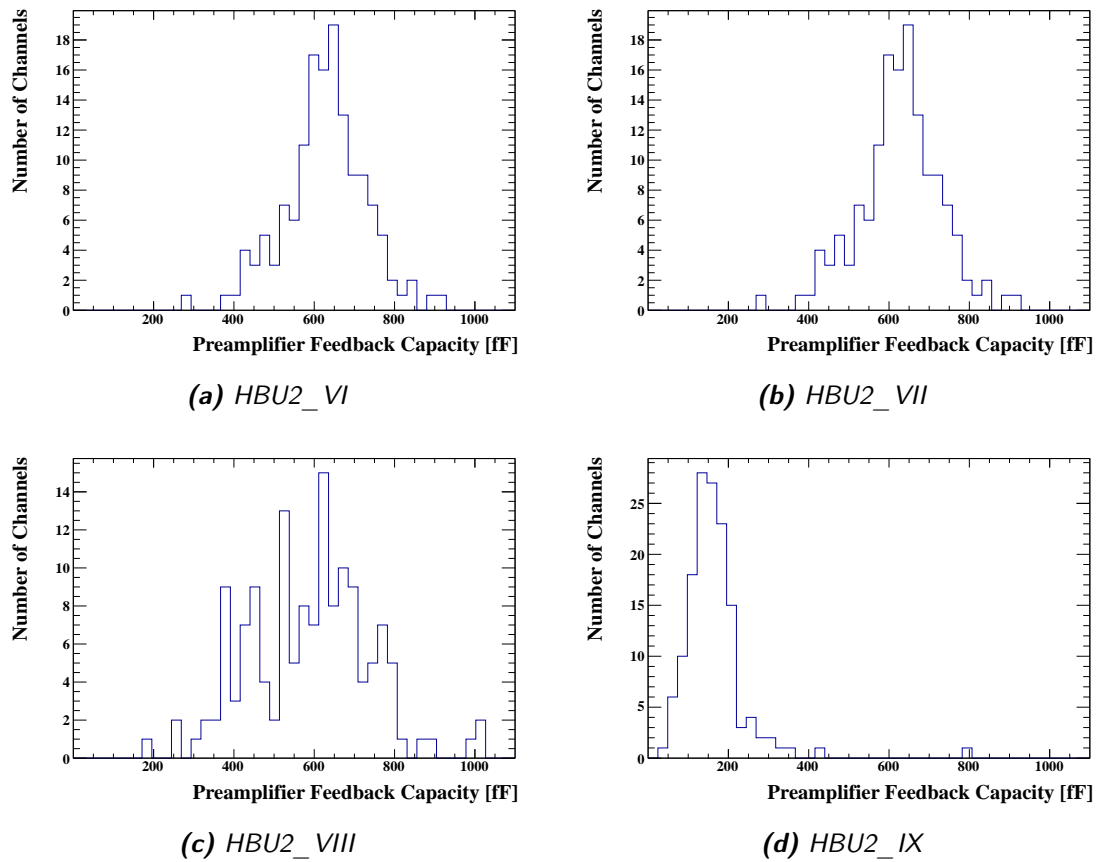 Number of Channels
18
16
14
12
10
8
6
4
2
0
200 400 600 800 1000
Preamplifier Feedback Capacity [fF]
(a) HBU2_VI
Number of Channels
18
16
14
12
10
8
6
4
2
0
200 400 600 800 1000
Preamplifier Feedback Capacity [fF]
(b) HBU2_VII
Number of Channels
14
12
10
8
6
4
2
0
200 400 600 800 1000
Preamplifier Feedback Capacity [fF]
(c) HBU2_VIII
Number of Channels
25
20
15
10
5
0
200 400 600 800 1000
Preamplifier Feedback Capacity [fF]
(d) HBU2_IX